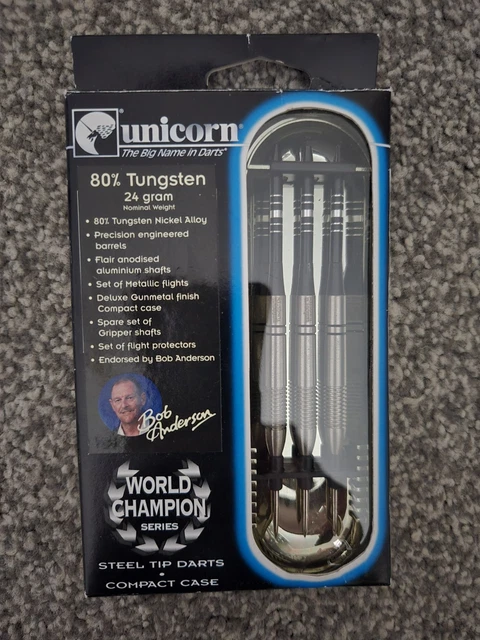 unicorn®
The Big Name in Darts®
80% Tungsten
24 gram
Nominal Weight
• 80% Tungsten Nickel Alloy
• Precision engineered
barrels
• Flair anodised
aluminium shafts
• Set of Metallic flights
• Deluxe Gunmetal finish
Compact case
• Spare set of
Gripper shafts
• Set of flight protectors
• Endorsed by Bob Anderson
Bob
Anderson
WORLD
CHAMPION
SERIES
STEEL TIP DARTS
•
COMPACT CASE